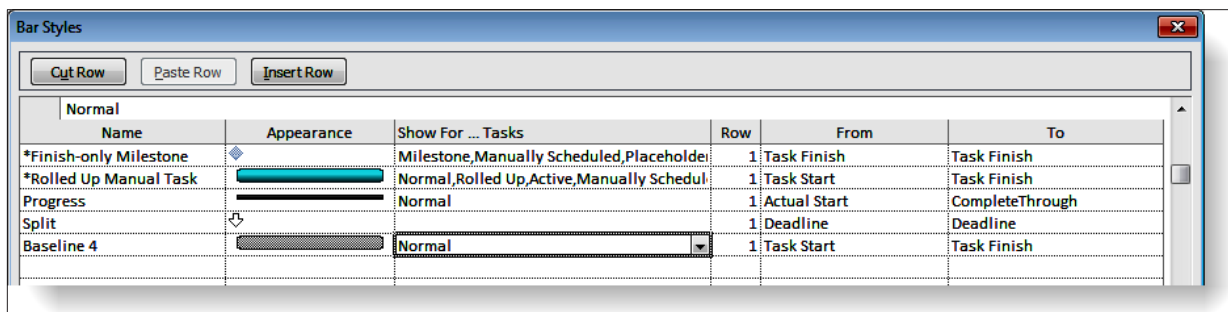 Bar Styles
Cut Row Paste Row Insert Row
Normal
Name Appearance Show For ... Tasks Row From To
*Finish-only Milestone Milestone,Manually Scheduled,Placeholder 1 Task Finish Task Finish
*Rolled Up Manual Task Normal,Rolled Up,Active,Manually Schedul 1 Task Start Task Finish
Progress Normal 1 Actual Start CompleteThrough
Split 1 Deadline Deadline
Baseline 4 Normal 1 Task Start Task Finish